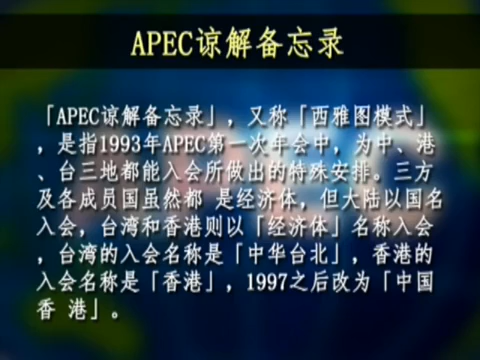 APEC谅解备忘录
「APEC谅解备忘录」，又称「西雅图模式」
，是指1993年APEC第一次年会中，为中、港
、台三地都能入会所做出的特殊安排。三方
及各成员国虽然都 是经济体，但大陆以国名
入会，台湾和香港则以「经济体」名称入会
，台湾的入会名称是「中华台北」，香港的
入会名称是「香港」，1997之后改为「中国
香 港」。